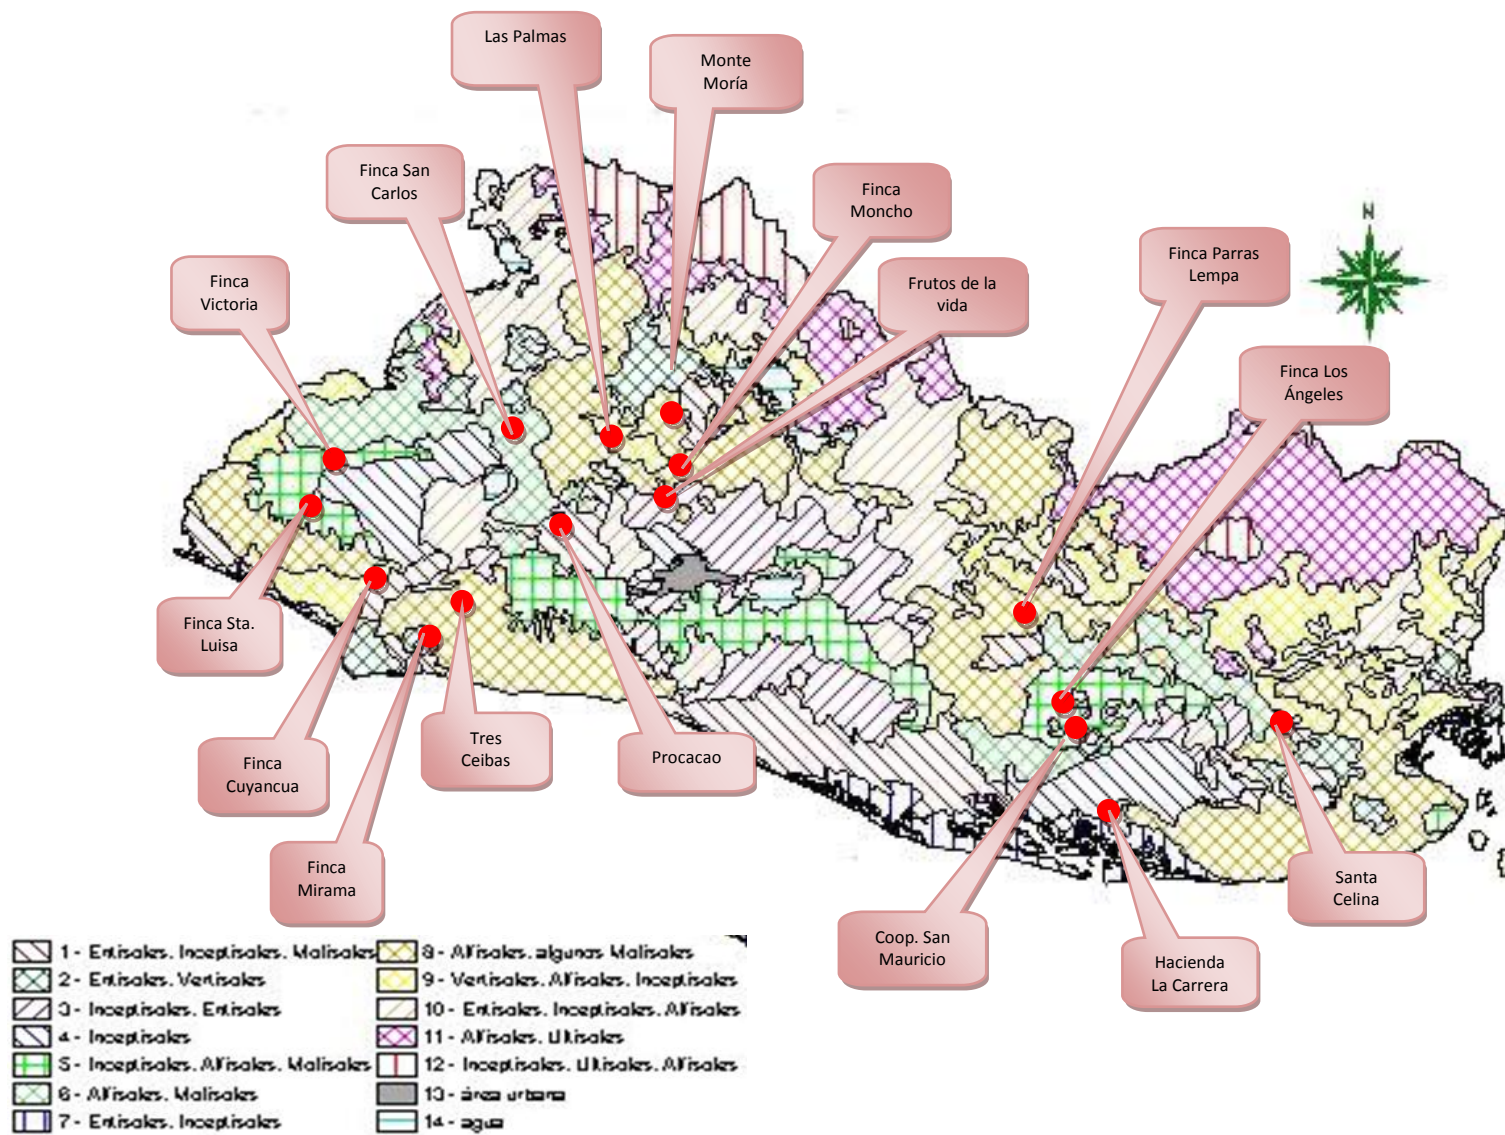 Las Palmas
Monte
Moría
Finca San
Carlos
Finca
Moncho
N
Finca Parras
Lempa
Finca
Victoria
Frutos de la
vida
Finca Los
Ángeles
Finca Sta.
Luisa
Finca
Cuyancua
Tres
Ceibas
Procacao
Finca
Mirama
Santa
Celina
Coop. San
Mauricio
Hacienda
La Carrera
1 - Entisoles, Inceptisoles, Molisoles
2 - Entisoles, Vertisoles
3 - Inceptisoles, Entisoles
4 - Inceptisoles
5 - Inceptisoles, Alfisoles, Molisoles
6 - Alfisoles, Molisoles
7 - Entisoles, Inceptisoles
8 - Alfisoles, algunos Molisoles
9 - Vertisoles, Alfisoles, Inceptisoles
10 - Entisoles, Inceptisoles, Alfisoles
11 - Alfisoles, Ultisoles
12 - Inceptisoles, Ultisoles, Alfisoles
13 - área urbana
14 - agua